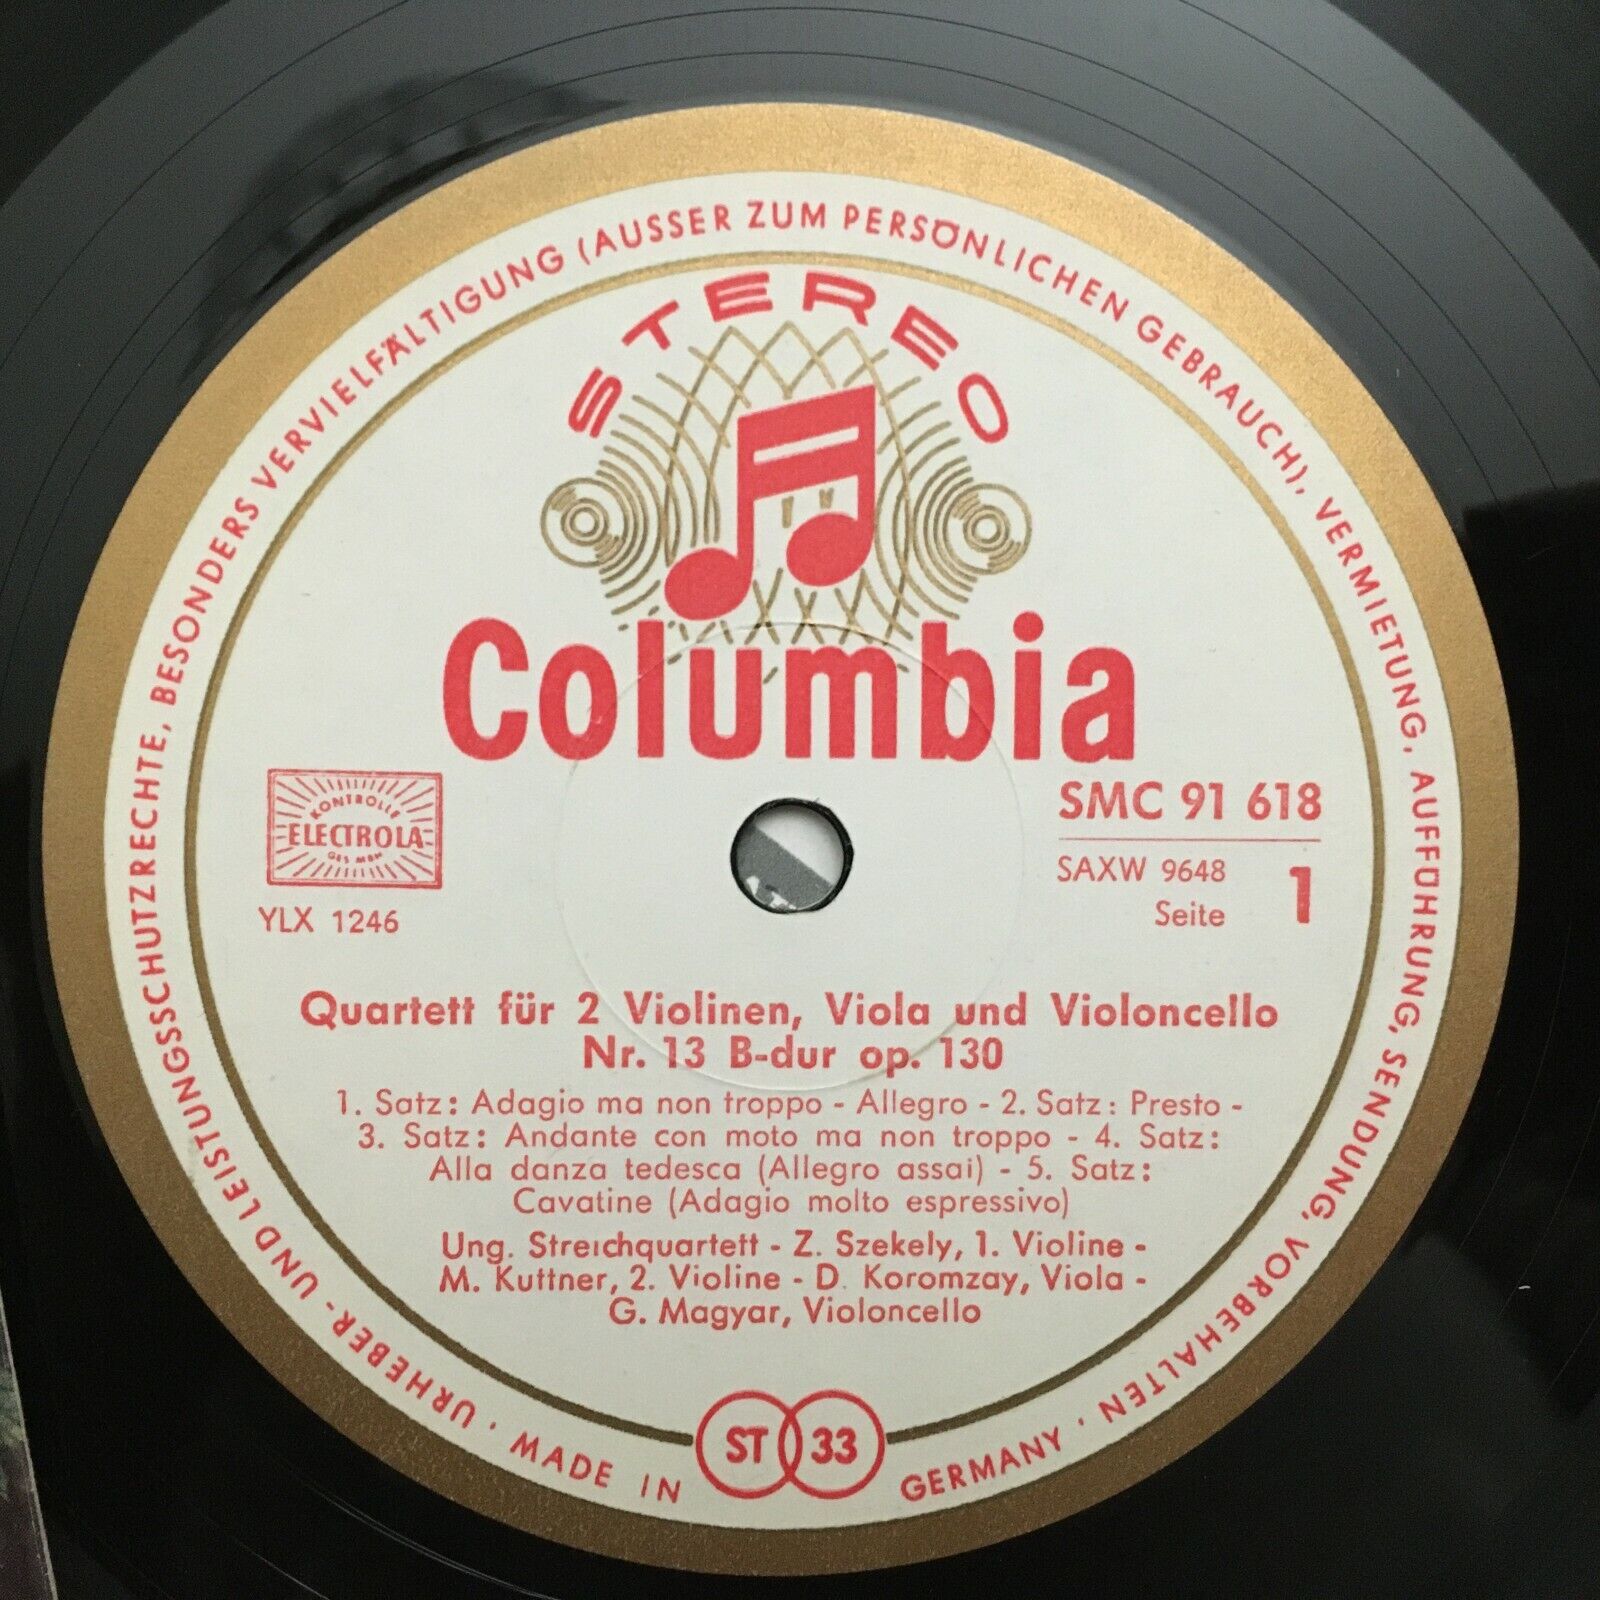 URHEBER- UND LEISTUNGSSCHUTZRECHTE, BESONDERS VERVIELFÄLTIGUNG (AUSSER ZUM PERSÖNLICHEN GEBRAUCH), VERMIETUNG, AUFFÜHRUNG, SENDUNG, VORBEHALTEN ·
STEREO
Columbia
KONTROLLE
ELECTROLA
GES MBH
YLX 1246
SMC 91 618
SAXW 9648
Seite 1
Quartett für 2 Violinen, Viola und Violoncello
Nr. 13 B-dur op. 130
1. Satz: Adagio ma non troppo - Allegro - 2. Satz: Presto -
3. Satz: Andante con moto ma non troppo - 4. Satz:
Alla danza tedesca (Allegro assai) - 5. Satz:
Cavatine (Adagio molto espressivo)
Ung. Streichquartett - Z. Szekely, 1. Violine -
M. Kuttner, 2. Violine - D. Koromzay, Viola -
G. Magyar, Violoncello
ST 33
· MADE IN GERMANY ·